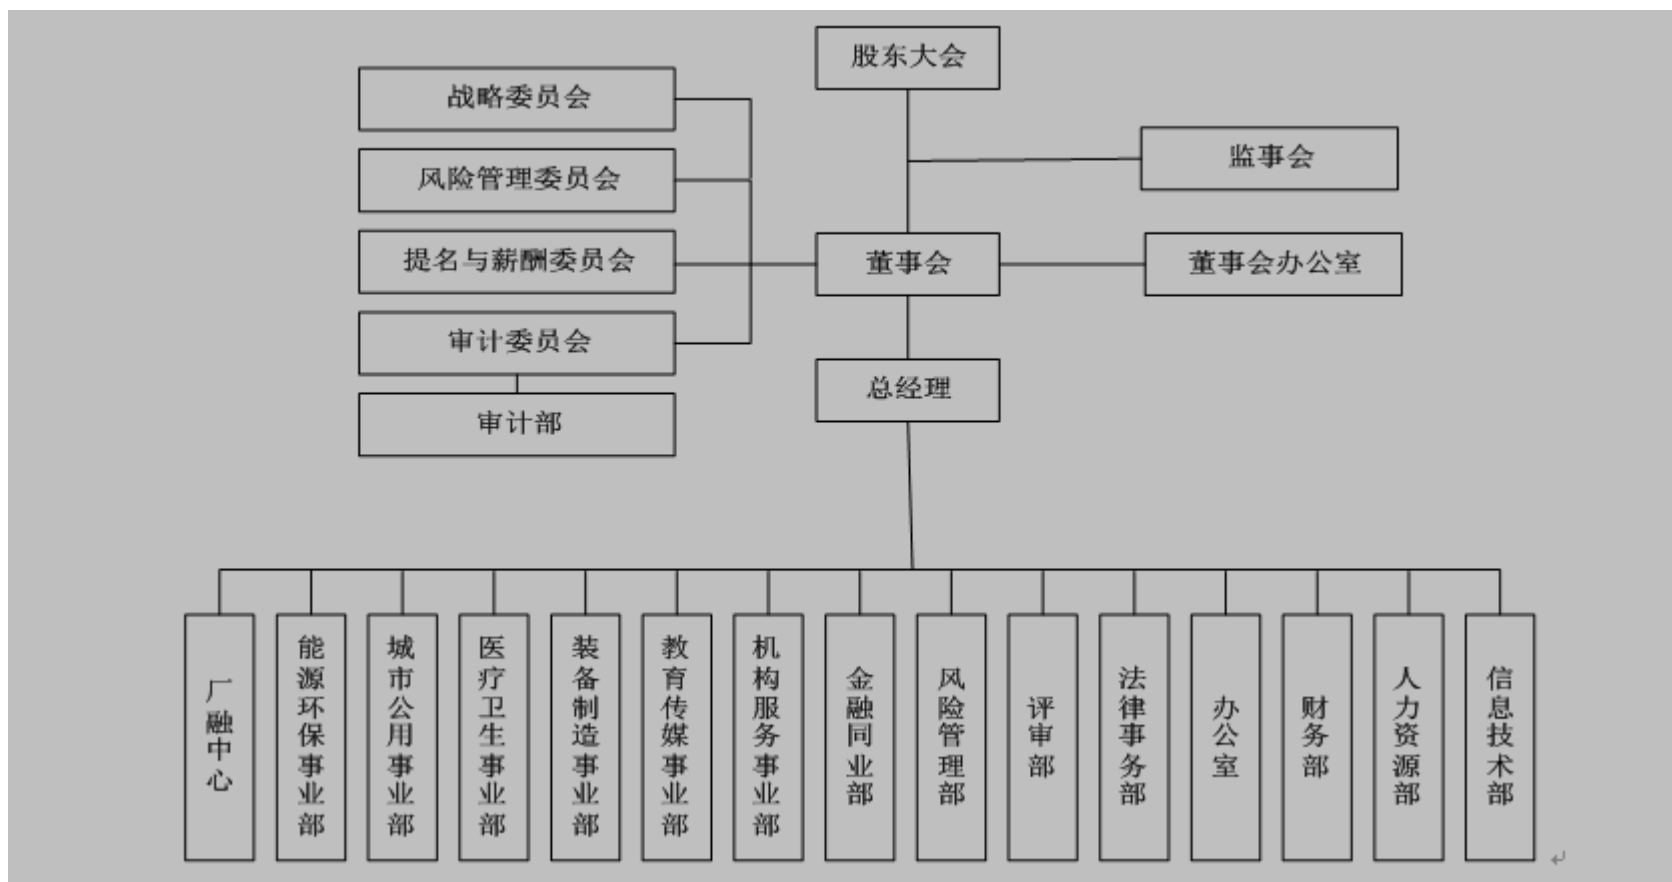 股东大会
战略委员会
监事会
风险管理委员会
提名与薪酬委员会
董事会
董事会办公室
审计委员会
总经理
审计部
厂融中心
能源环保事业部
城市公用事业部
医疗卫生事业部
装备制造事业部
教育传媒事业部
机构服务事业部
金融同业部
风险管理部
评审部
法律事务部
办公室
财务部
人力资源部
信息技术部